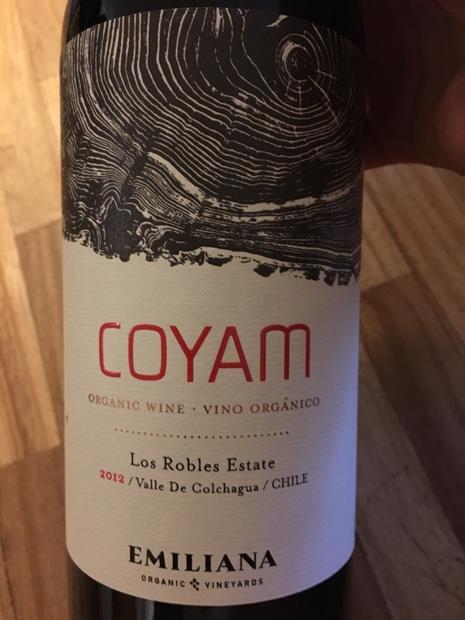 COYAM
ORGANIC WINE · VINO ORGÁNICO
Los Robles Estate
2012 / Valle De Colchagua / CHILE
EMILIANA
ORGANIC VINEYARDS